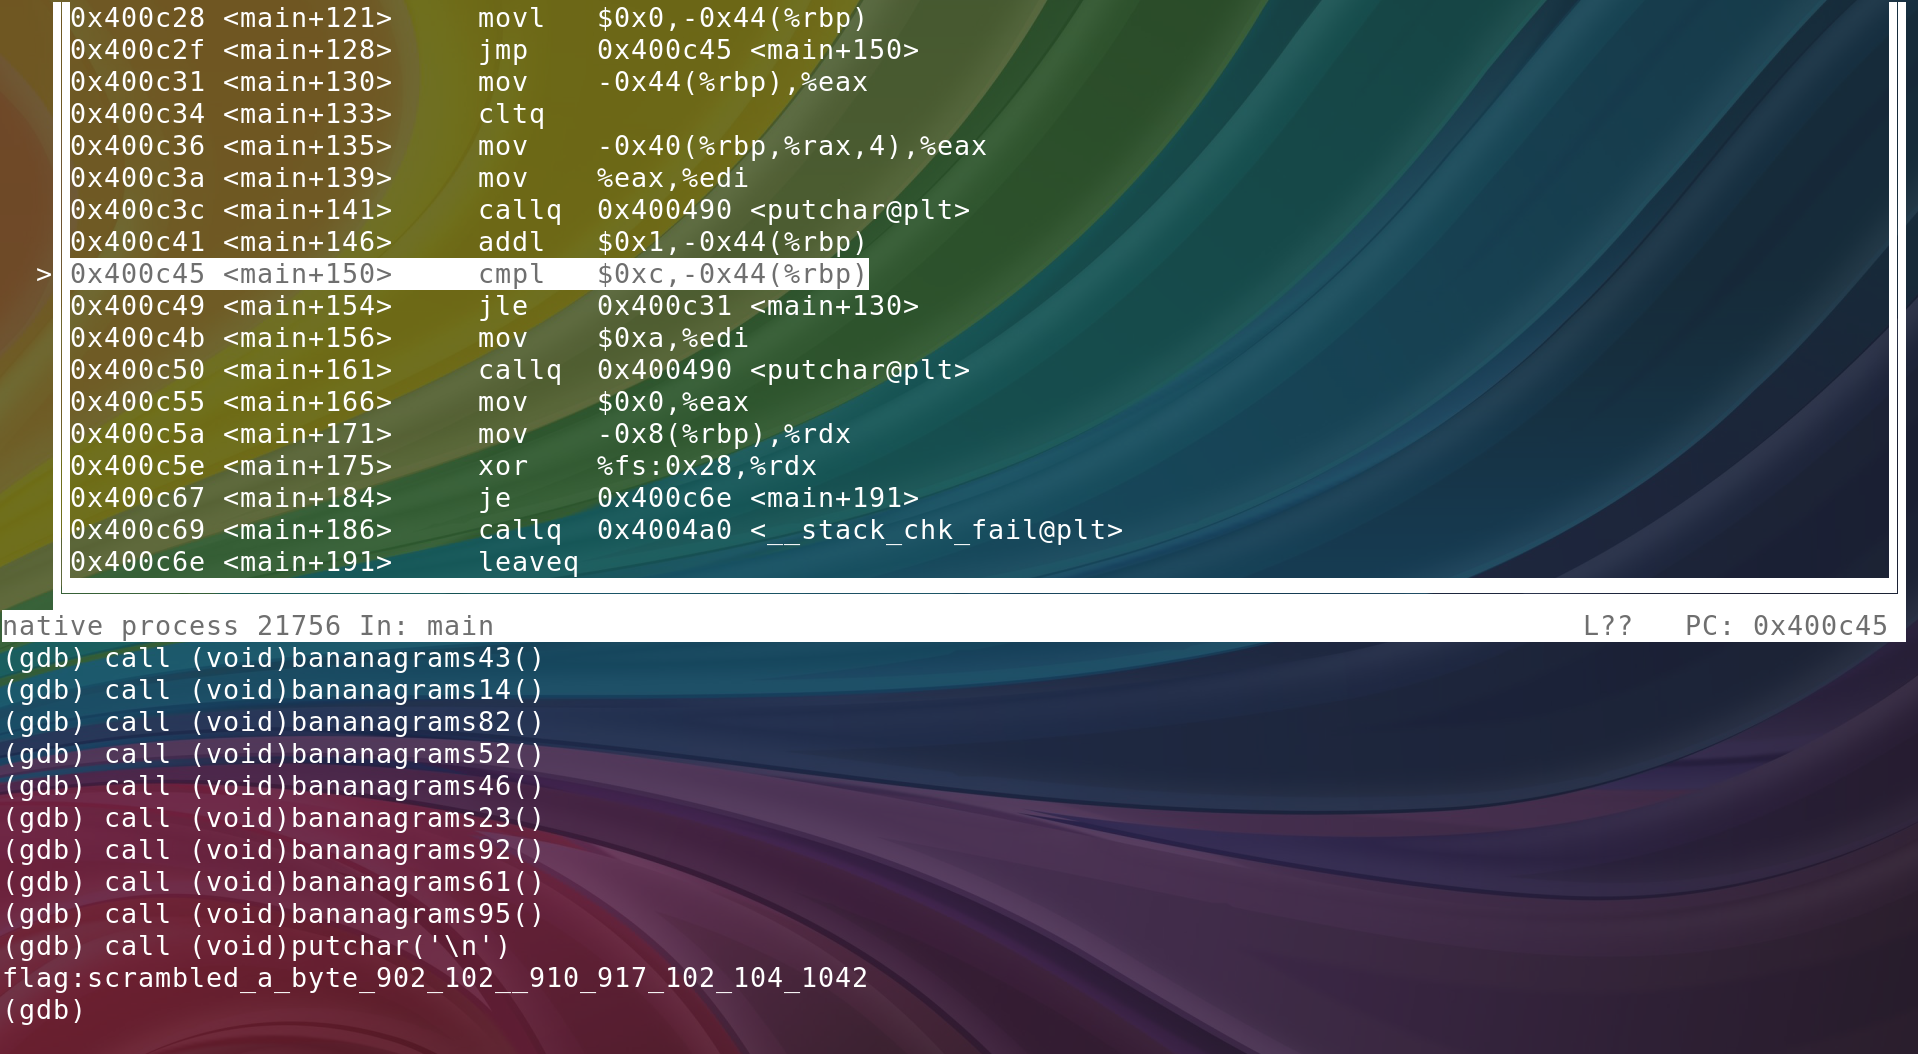 0x400c28 <main+121>     movl   $0x0,-0x44(%rbp)
0x400c2f <main+128>     jmp    0x400c45 <main+150>
0x400c31 <main+130>     mov    -0x44(%rbp),%eax
0x400c34 <main+133>     cltq
0x400c36 <main+135>     mov    -0x40(%rbp,%rax,4),%eax
0x400c3a <main+139>     mov    %eax,%edi
0x400c3c <main+141>     callq  0x400490 <putchar@plt>
0x400c41 <main+146>     addl   $0x1,-0x44(%rbp)
>0x400c45 <main+150>     cmpl   $0xc,-0x44(%rbp)
0x400c49 <main+154>     jle    0x400c31 <main+130>
0x400c4b <main+156>     mov    $0xa,%edi
0x400c50 <main+161>     callq  0x400490 <putchar@plt>
0x400c55 <main+166>     mov    $0x0,%eax
0x400c5a <main+171>     mov    -0x8(%rbp),%rdx
0x400c5e <main+175>     xor    %fs:0x28,%rdx
0x400c67 <main+184>     je     0x400c6e <main+191>
0x400c69 <main+186>     callq  0x4004a0 <__stack_chk_fail@plt>
0x400c6e <main+191>     leaveq
native process 21756 In: main     L??   PC: 0x400c45
(gdb) call (void)bananagrams43()
(gdb) call (void)bananagrams14()
(gdb) call (void)bananagrams82()
(gdb) call (void)bananagrams52()
(gdb) call (void)bananagrams46()
(gdb) call (void)bananagrams23()
(gdb) call (void)bananagrams92()
(gdb) call (void)bananagrams61()
(gdb) call (void)bananagrams95()
(gdb) call (void)putchar('\n')
flag:scrambled_a_byte_902_102__910_917_102_104_1042
(gdb)